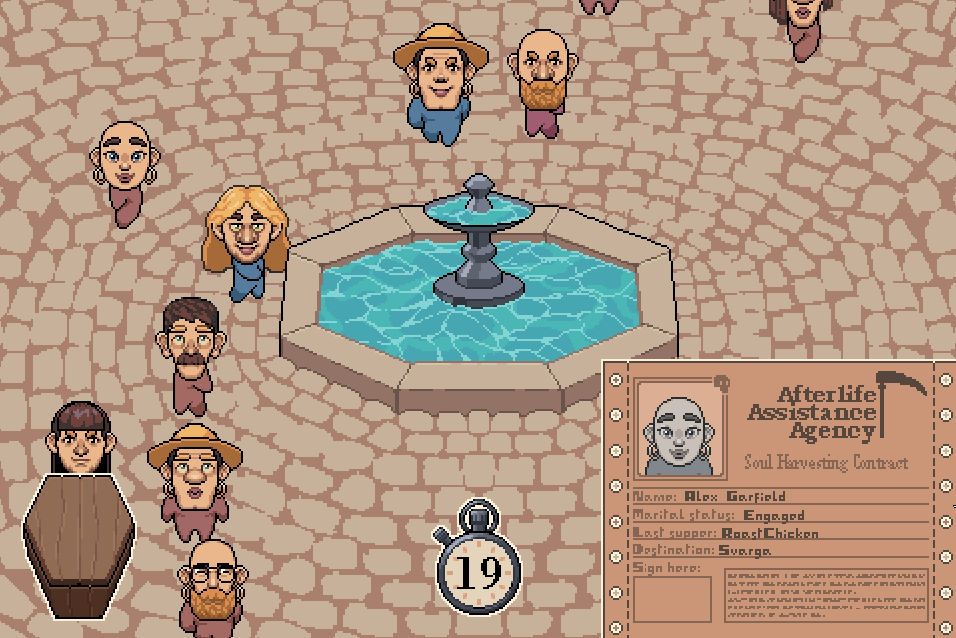 Afterlife
Assistance
Agency
Soul Harvesting Contract
Name: Alex Garfield
Marital status: Engaged
Last supper: RoastChicken
Destination: Svarga
Sign here:
19